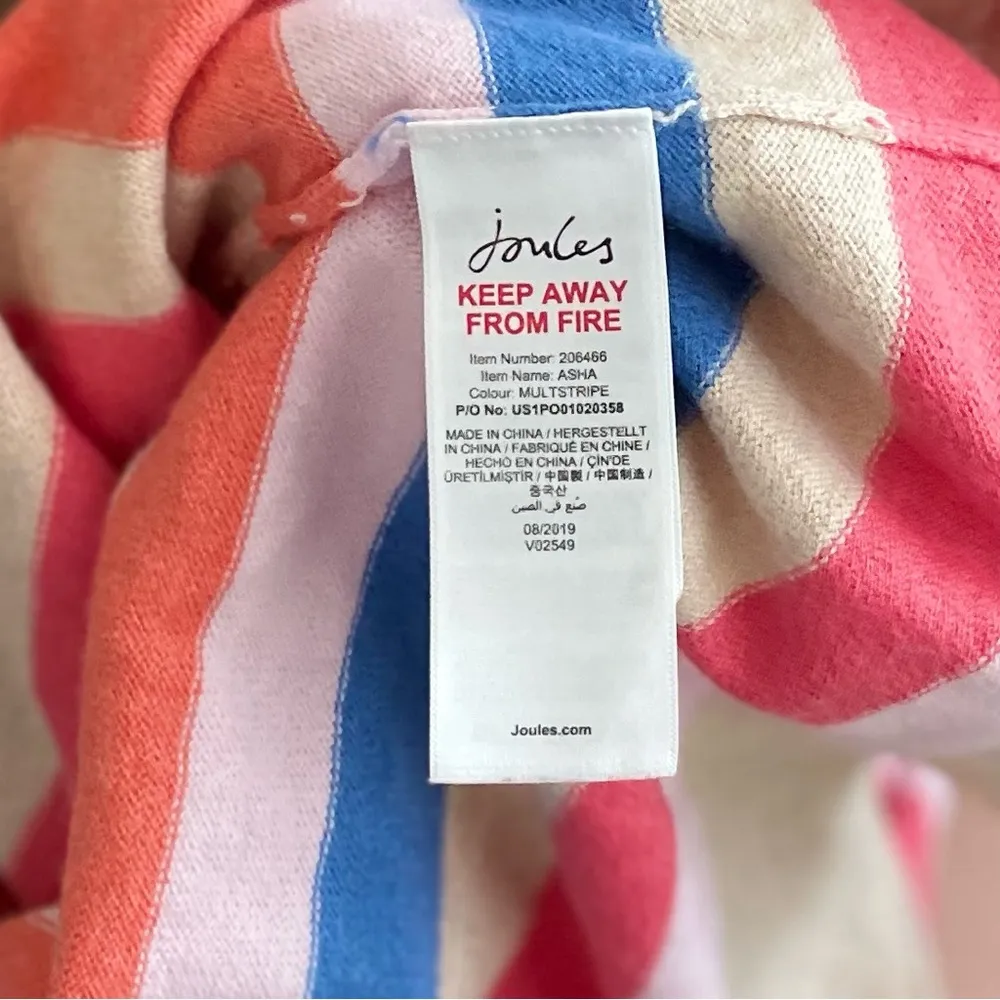 Joules
KEEP AWAY
FROM FIRE
Item Number: 206466
Item Name: ASHA
Colour: MULTSTRIPE
P/O No: US1PO01020358
MADE IN CHINA / HERGESTELLT
IN CHINA / FABRIQUÉ EN CHINE /
HECHO EN CHINA / ÇİN'DE
ÜRETİLMİŞTİR / 中国製 / 中国制造 /
중국산
صُنع في الصين
08/2019
V02549
Joules.com